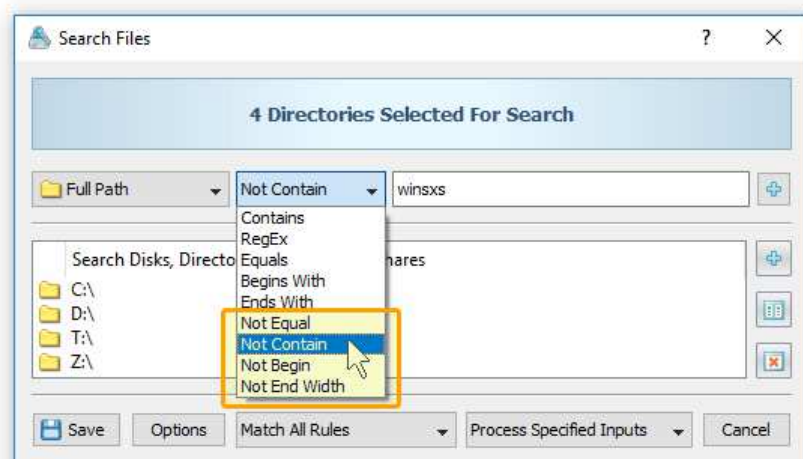 Search Files
?
4 Directories Selected For Search
Full Path
Not Contain
winsxs
Contains
RegEx
Equals
Begins With
Ends With
Not Equal
Not Contain
Not Begin
Not End Width
Search Disks, Directo
hares
C:\
D:\
T:\
Z:\
Save
Options
Match All Rules
Process Specified Inputs
Cancel